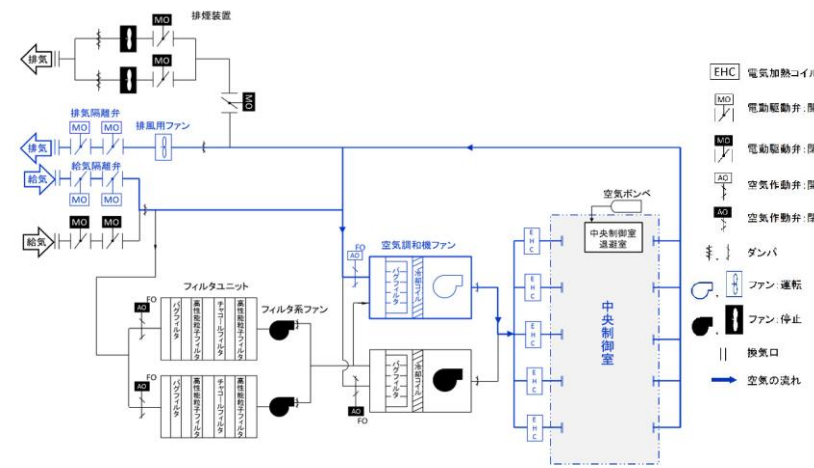 排煙装置
MO
MO
排気
MO
排気隔離弁
MO
MO
排風用ファン
排気
給気隔離弁
給気
MO
MO
MO
MO
給気
空気ボンベ
中央制御室
退避室
空気調和機ファン
FO
AO
バグフィルタ
冷却コイル
フィルタユニット
フィルタ系ファン
FO
AO
バグフィルタ
高性能粒子フィルタ
チャコールフィルタ
高性能粒子フィルタ
FO
AO
バグフィルタ
高性能粒子フィルタ
チャコールフィルタ
高性能粒子フィルタ
バグフィルタ
冷却コイル
AO
FO
EHC
EHC
EHC
EHC
EHC
中央制御室
EHC 電気加熱コイル
MO 電動駆動弁:
MO 電動駆動弁:
AO 空気作動弁:
AO 空気作動弁:
ダンパ
ファン:運転
ファン:停止
換気口
空気の流れ